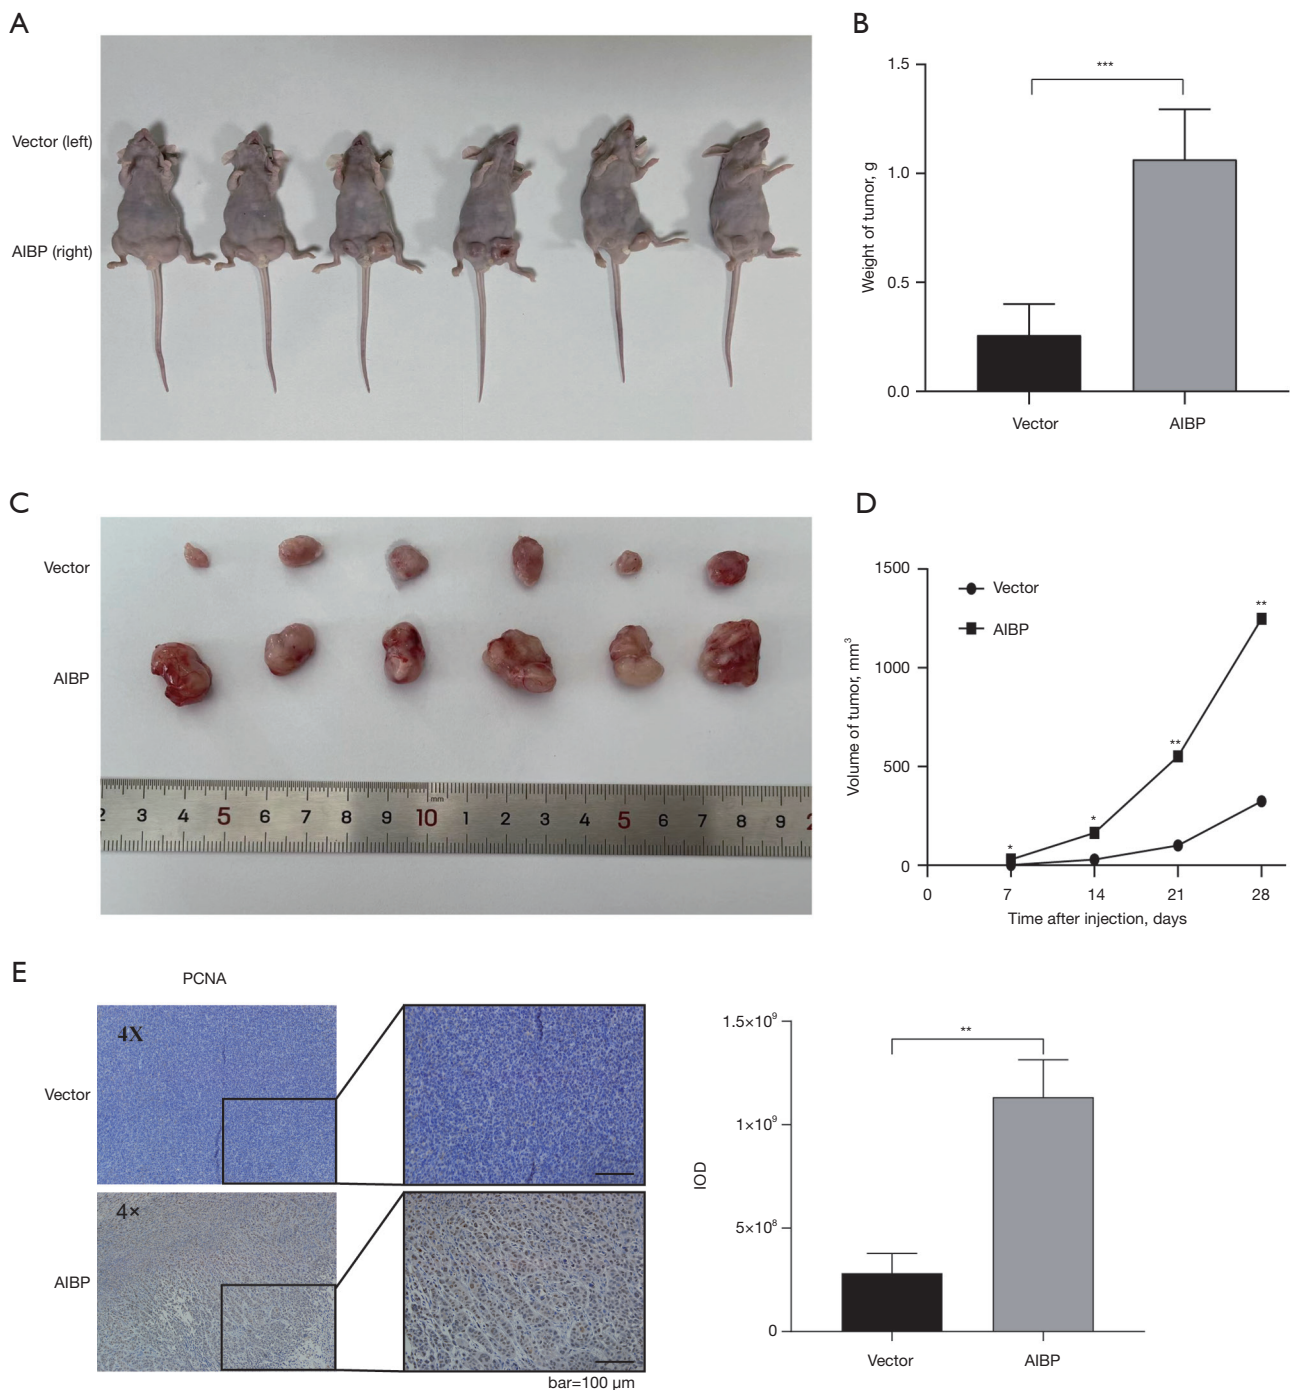 A
Vector (left)
AIBP (right)
B
1.5
1.0
0.5
0.0
Weight of tumor, g
***
Vector
AIBP
C
Vector
AIBP
mm
2 3 4 5 6 7 8 9 10 1 2 3 4 5 6 7 8 9 2
D
1500
1000
500
0
Volume of tumor, mm³
Vector
AIBP
*
*
**
**
0 7 14 21 28
Time after injection, days
E
PCNA
4X
Vector
4×
AIBP
bar=100 μm
1.5×10⁹
1×10⁹
5×10⁸
0
IOD
**
Vector
AIBP